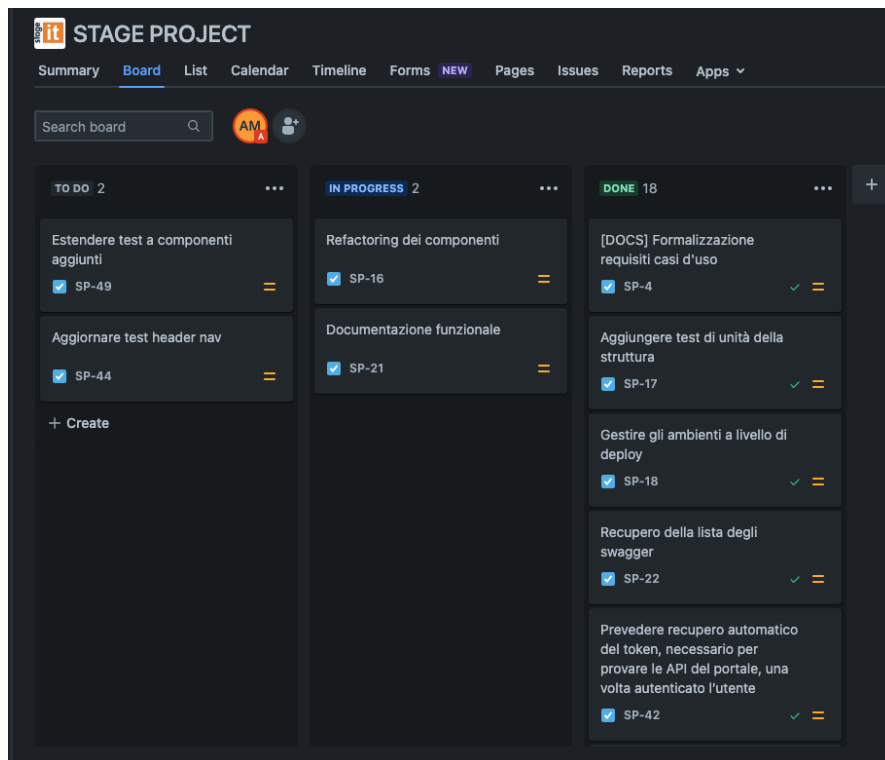 stage it STAGE PROJECT
Summary Board List Calendar Timeline Forms NEW Pages Issues Reports Apps
Search board AM A
TO DO 2
Estendere test a componenti
aggiunti
SP-49
Aggiornare test header nav
SP-44
+ Create
IN PROGRESS 2
Refactoring dei componenti
SP-16
Documentazione funzionale
SP-21
DONE 18
[DOCS] Formalizzazione
requisiti casi d'uso
SP-4
Aggiungere test di unità della
struttura
SP-17
Gestire gli ambienti a livello di
deploy
SP-18
Recupero della lista degli
swagger
SP-22
Prevedere recupero automatico
del token, necessario per
provare le API del portale, una
volta autenticato l'utente
SP-42